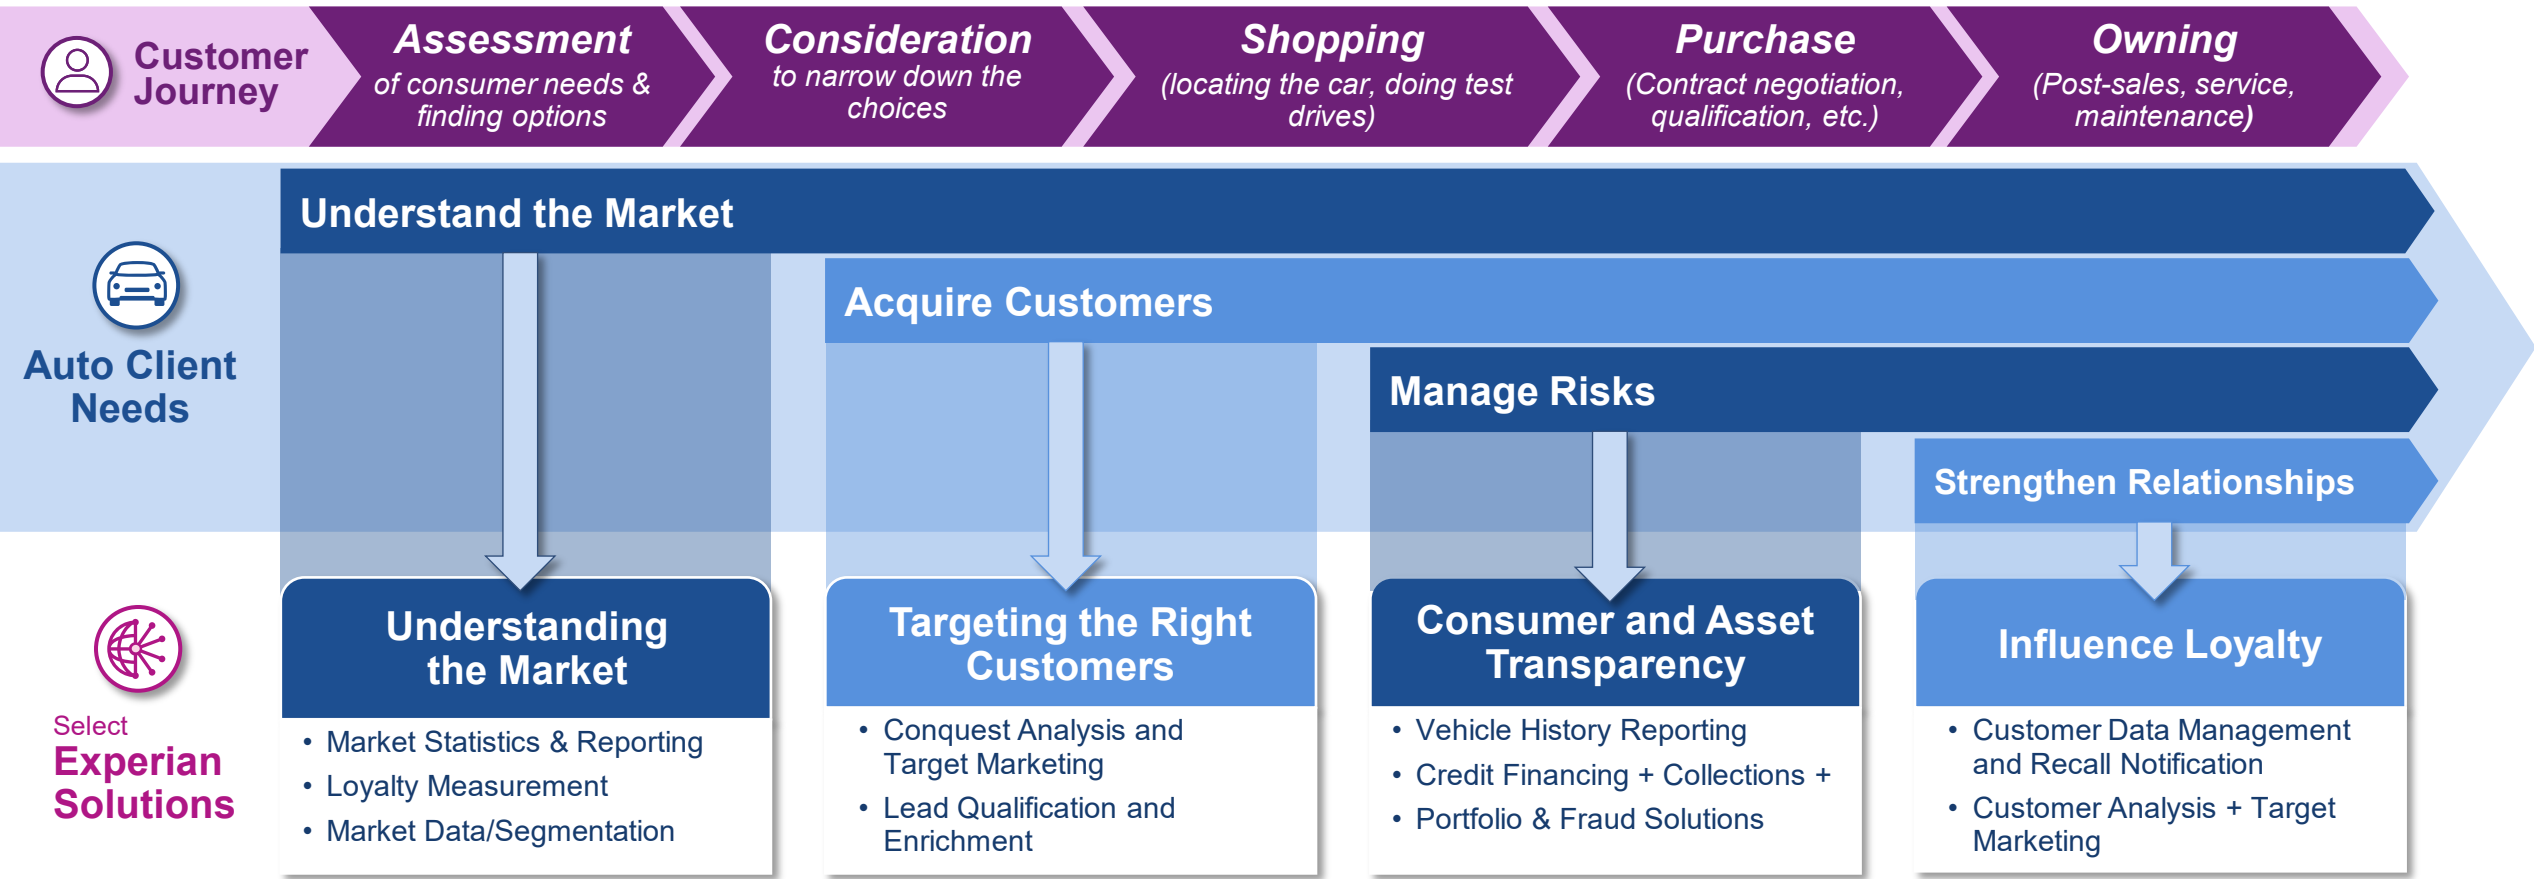 Customer
Journey
Assessment
of consumer needs &
finding options
Consideration
to narrow down the
choices
Shopping
(locating the car, doing test
drives)
Purchase
(Contract negotiation,
qualification, etc.)
Owning
(Post-sales, service,
maintenance)
Auto Client
Needs
Understand the Market
Acquire Customers
Manage Risks
Strengthen Relationships
Select
Experian
Solutions
Understanding
the Market
• Market Statistics & Reporting
• Loyalty Measurement
• Market Data/Segmentation
Targeting the Right
Customers
• Conquest Analysis and
Target Marketing
• Lead Qualification and
Enrichment
Consumer and Asset
Transparency
• Vehicle History Reporting
• Credit Financing + Collections +
• Portfolio & Fraud Solutions
Influence Loyalty
• Customer Data Management
and Recall Notification
• Customer Analysis + Target
Marketing